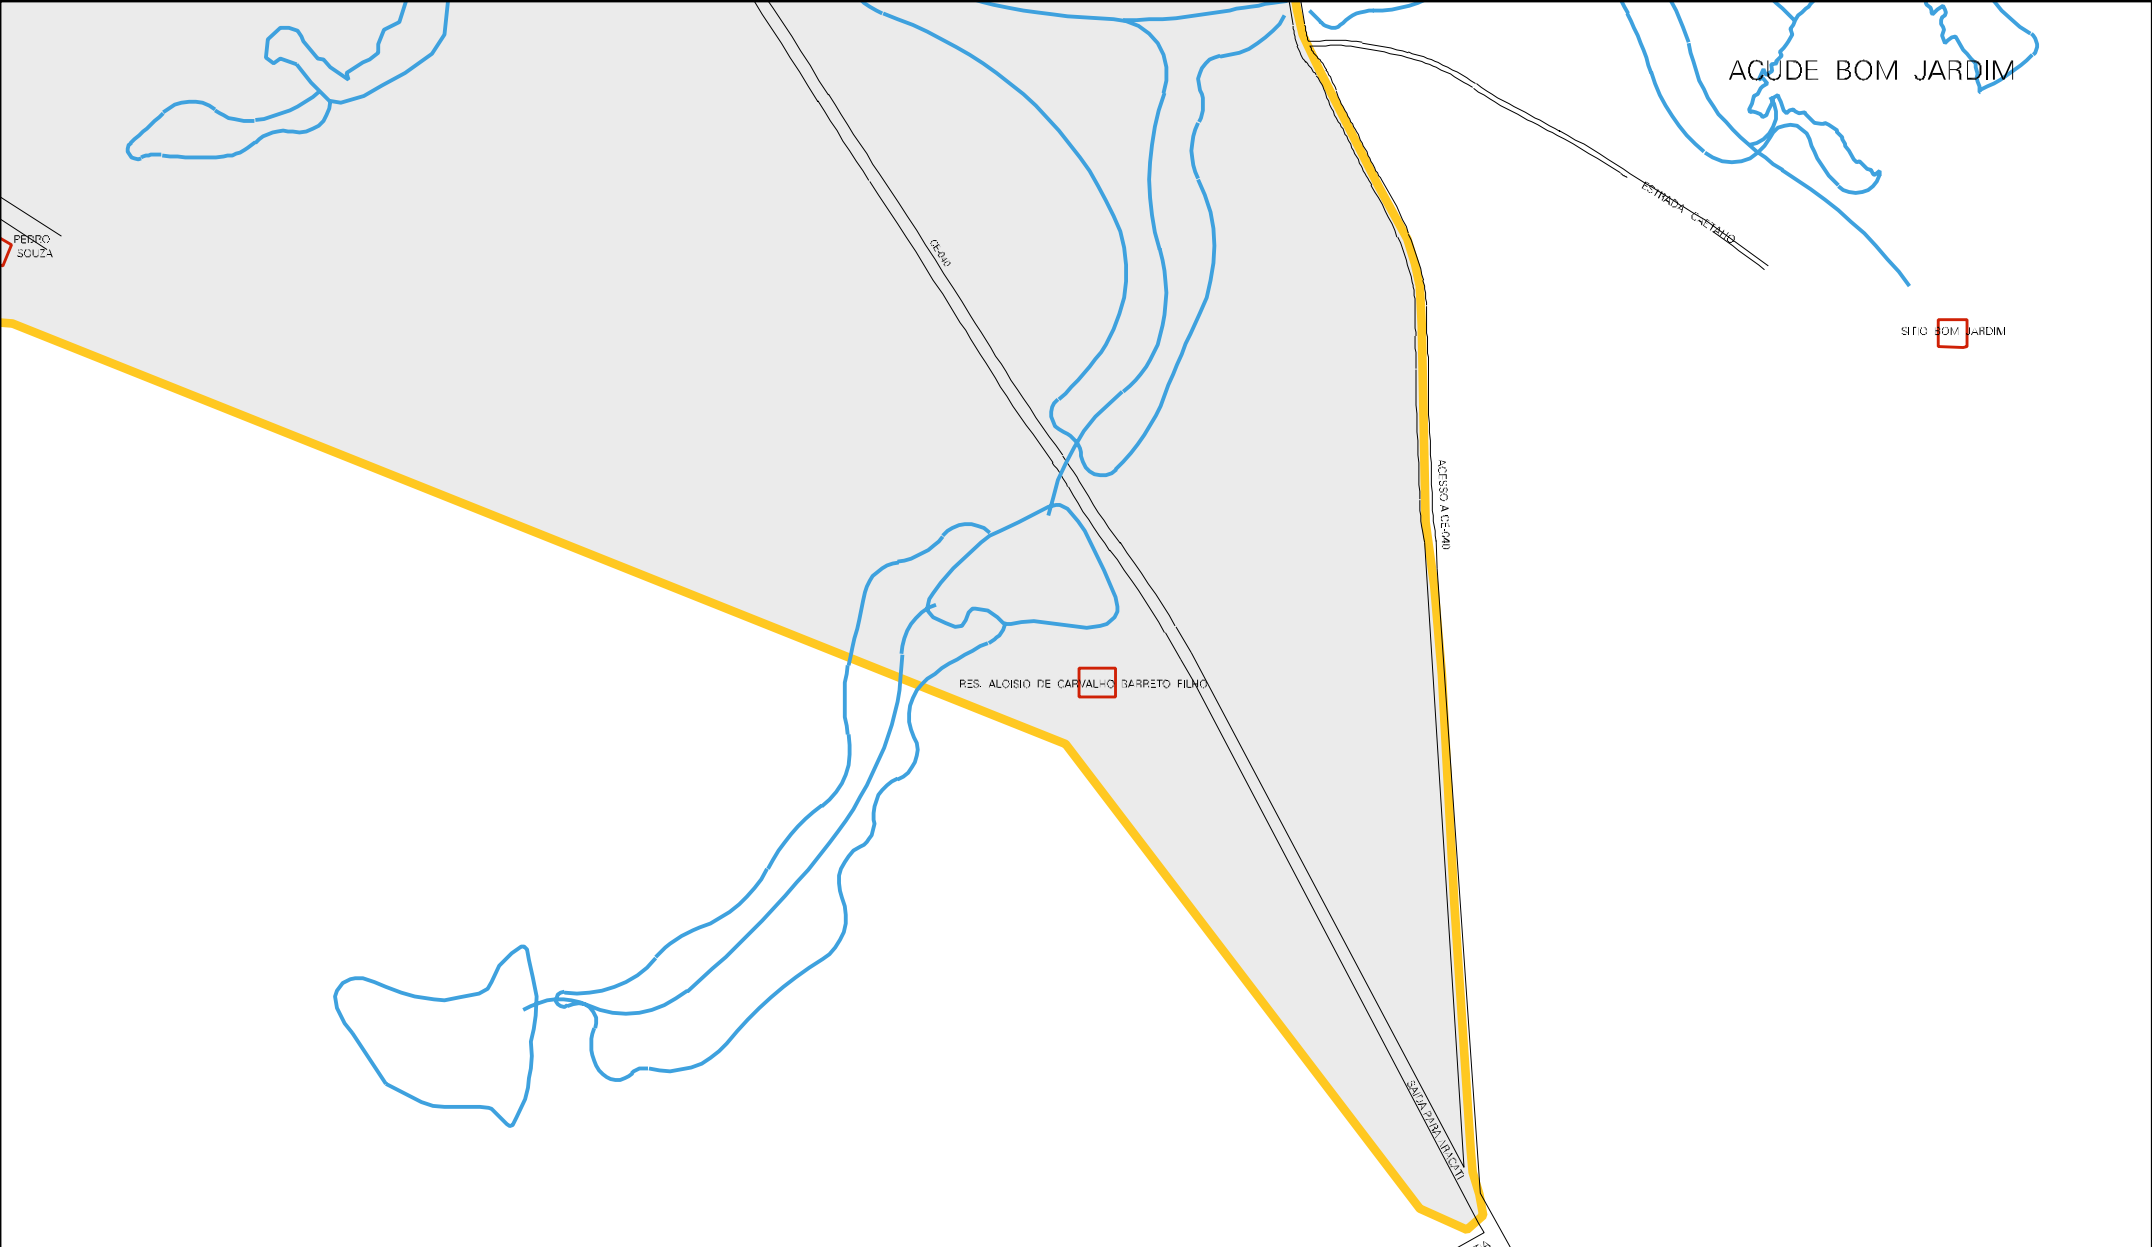 ACUDE BOM JARDIM
ESTRADA CAETANO
PEDRO
SOUZA
CE-040
SITIO BOM JARDIM
ACESSO A CE-040
RES. ALOISIO DE CARVALHO BARRETO FILHO
SAIDA PARA ARACATI